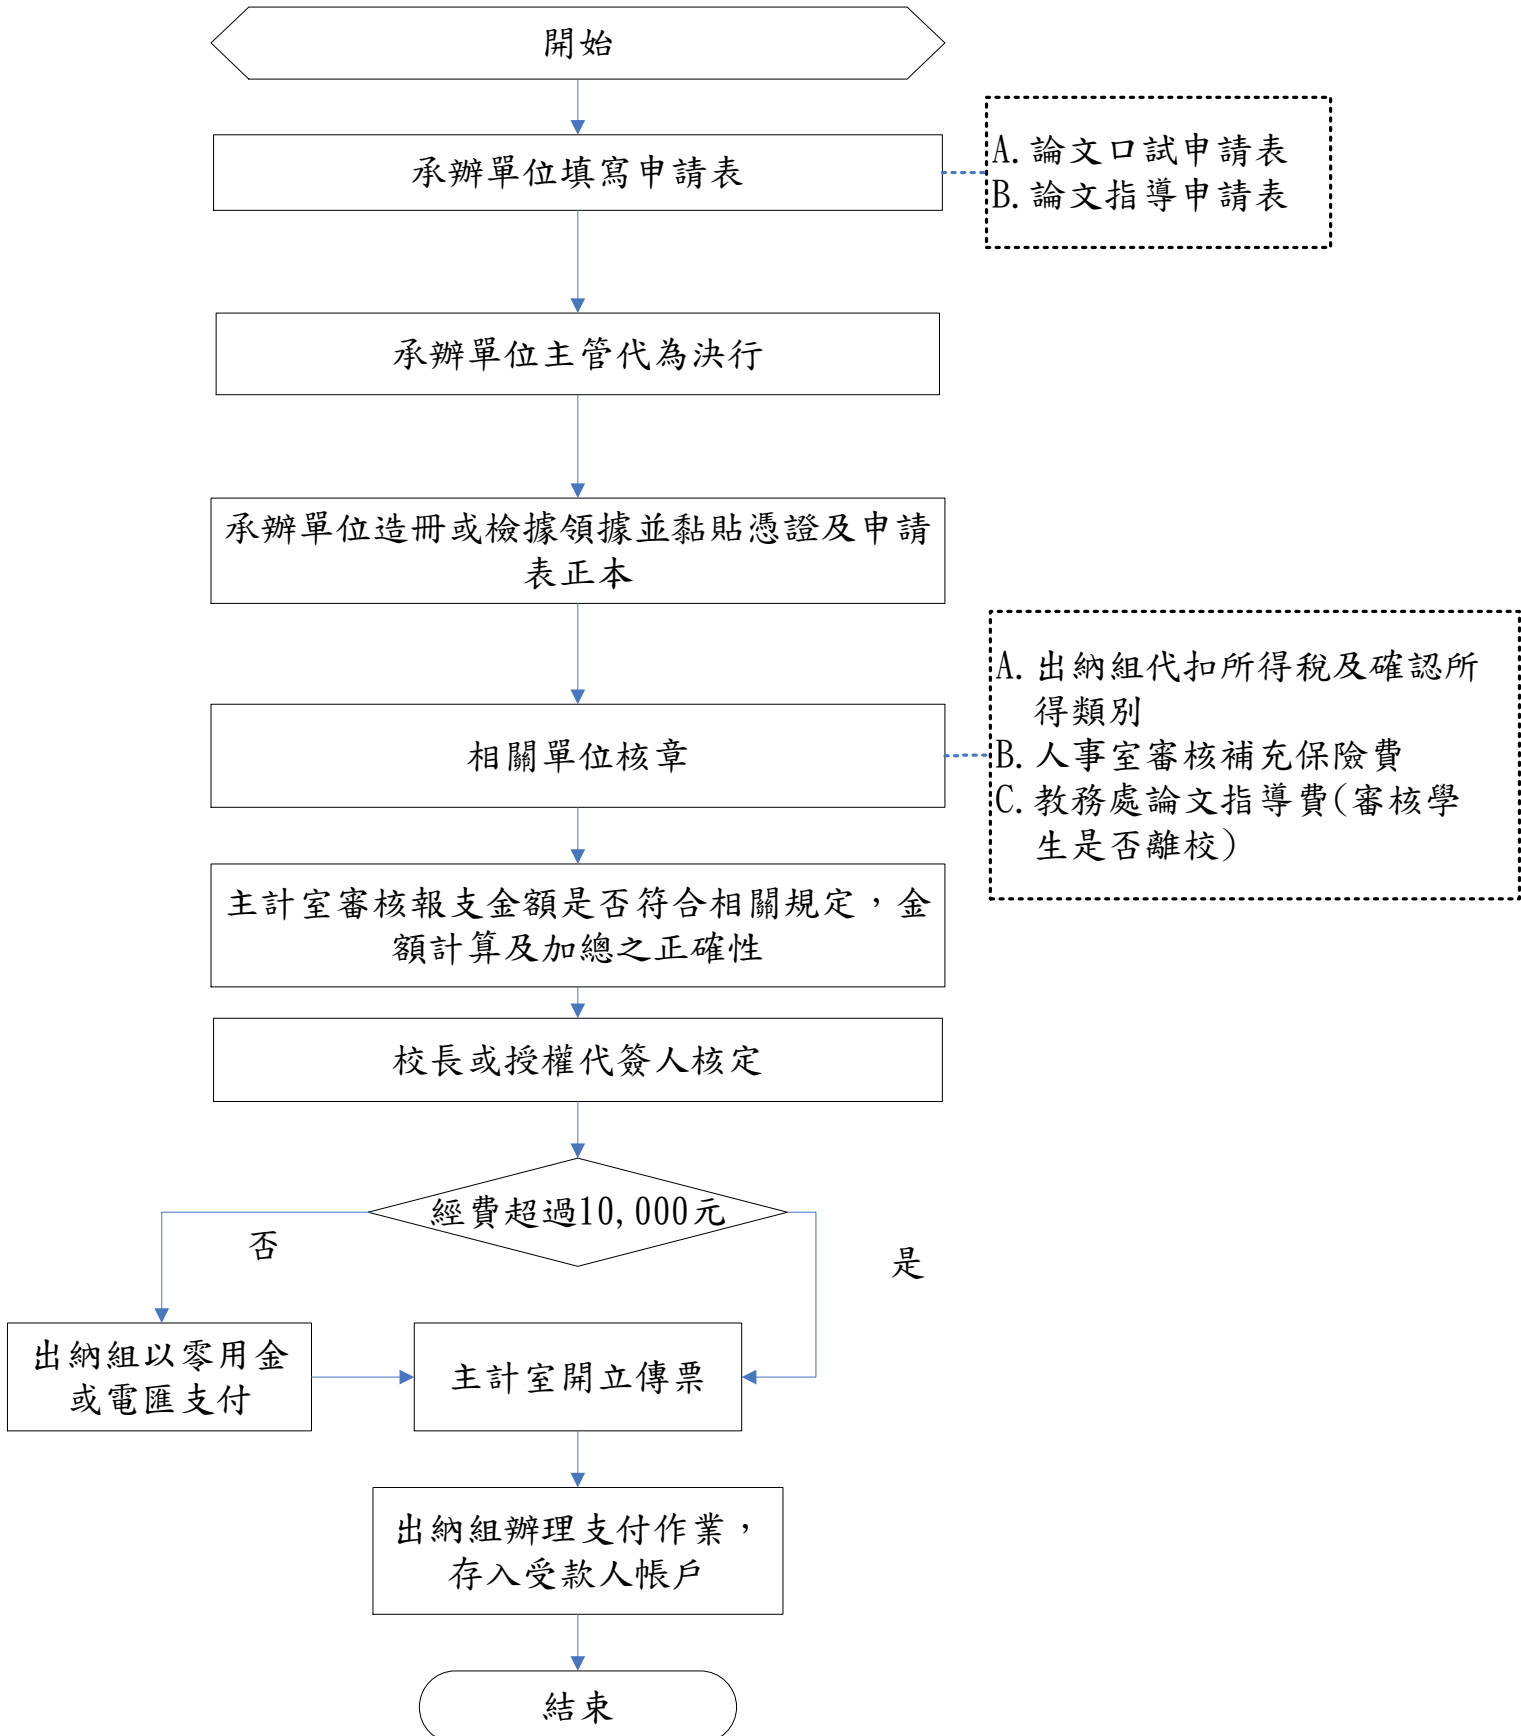 開始
承辦單位填寫申請表
A.論文口試申請表
B.論文指導申請表
承辦單位主管代為決行
承辦單位造冊或檢據領據並黏貼憑證及申請
表正本
相關單位核章
A.出納組代扣所得稅及確認所
得類別
B.人事室審核補充保險費
C.教務處論文指導費(審核學
生是否離校)
主計室審核報支金額是否符合相關規定，金
額計算及加總之正確性
校長或授權代簽人核定
經費超過10,000元
否
是
出納組以零用金
或電匯支付
主計室開立傳票
出納組辦理支付作業，
存入受款人帳戶
結束